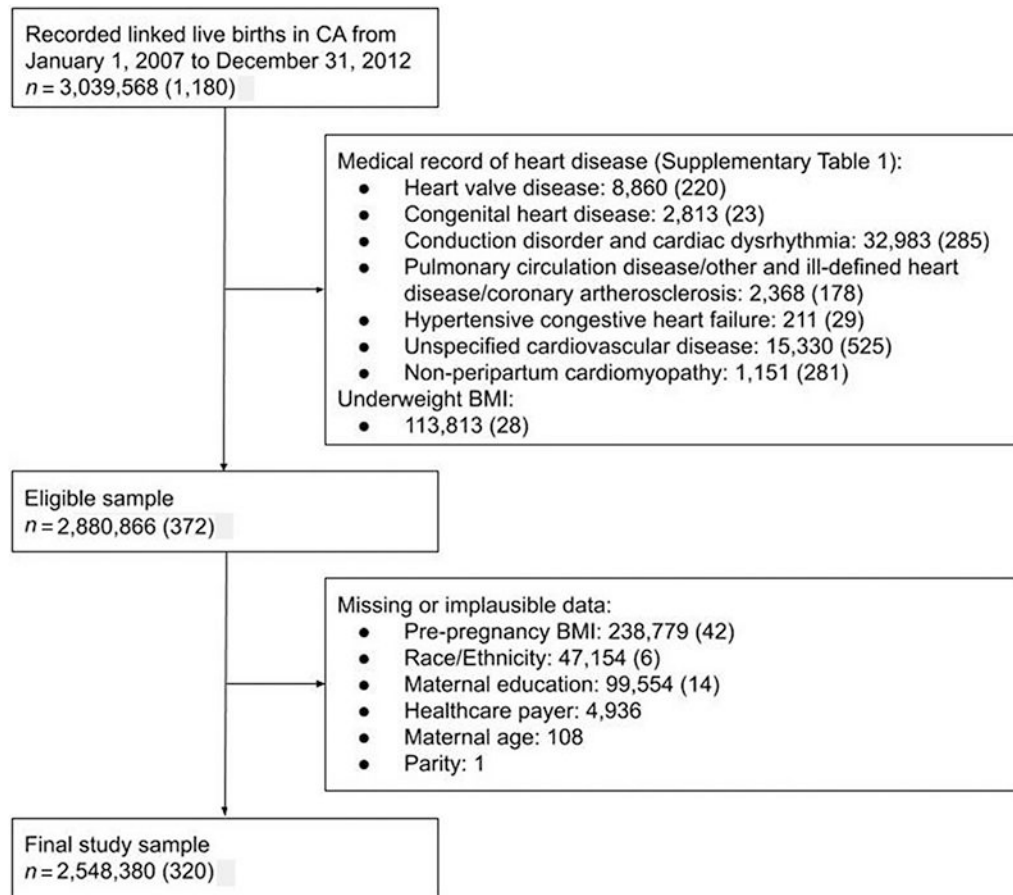 Recorded linked live births in CA from
January 1, 2007 to December 31, 2012
n = 3,039,568 (1,180)
Medical record of heart disease (Supplementary Table 1):
● Heart valve disease: 8,860 (220)
● Congenital heart disease: 2,813 (23)
● Conduction disorder and cardiac dysrhythmia: 32,983 (285)
● Pulmonary circulation disease/other and ill-defined heart
disease/coronary artherosclerosis: 2,368 (178)
● Hypertensive congestive heart failure: 211 (29)
● Unspecified cardiovascular disease: 15,330 (525)
● Non-peripartum cardiomyopathy: 1,151 (281)
Underweight BMI:
● 113,813 (28)
Eligible sample
n = 2,880,866 (372)
Missing or implausible data:
● Pre-pregnancy BMI: 238,779 (42)
● Race/Ethnicity: 47,154 (6)
● Maternal education: 99,554 (14)
● Healthcare payer: 4,936
● Maternal age: 108
● Parity: 1
Final study sample
n = 2,548,380 (320)